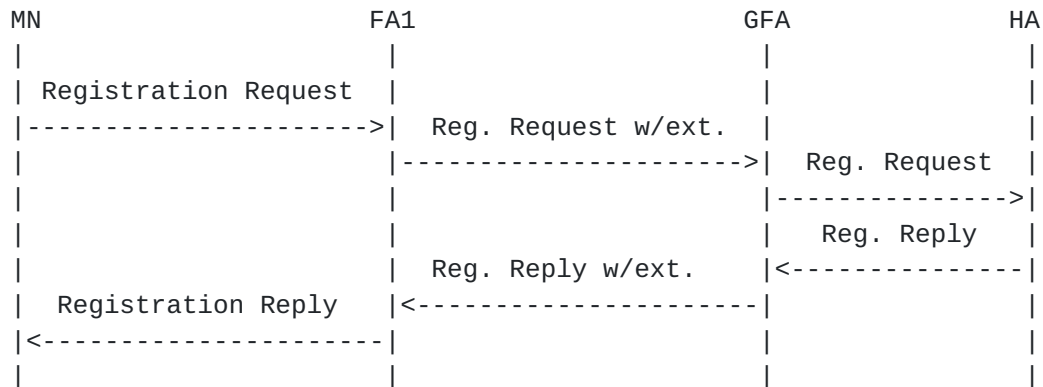 MN FA1 GFA HA
Registration Request
Reg. Request w/ext.
Reg. Request
Reg. Reply
Reg. Reply w/ext.
Registration Reply